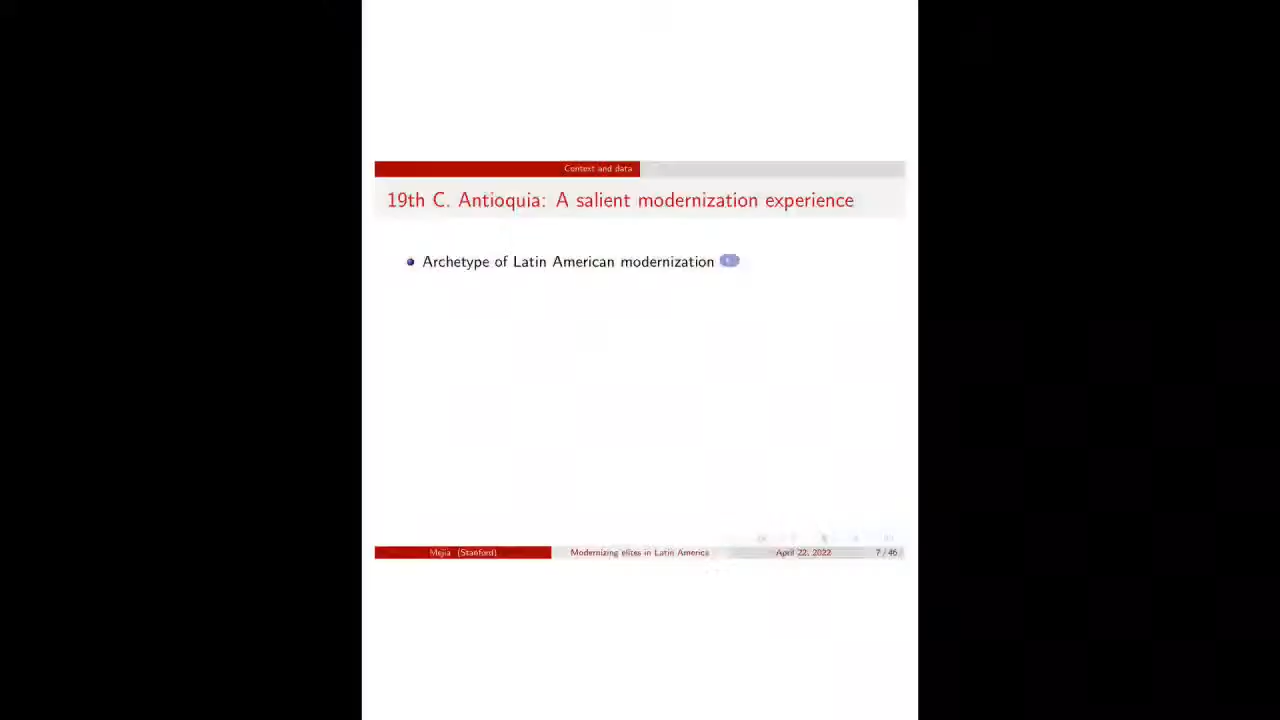 Context and data
19th C. Antioquia: A salient modernization experience
Archetype of Latin American modernization
Mejia (Stanford) Modernizing elites in Latin America April 22, 2022 7 / 46